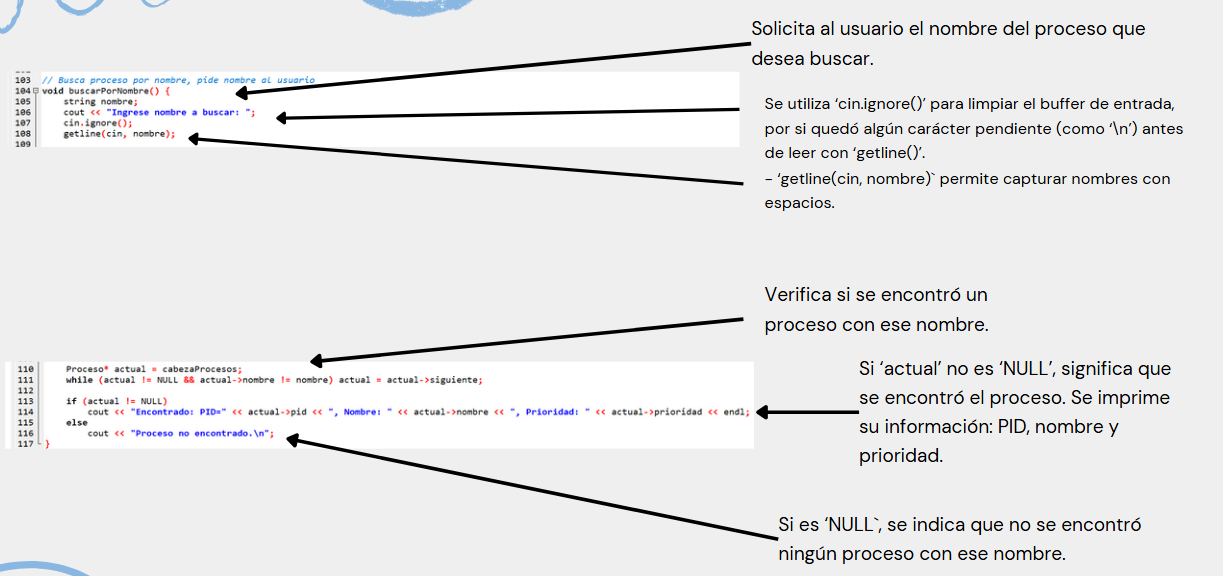 Solicita al usuario el nombre del proceso que
desea buscar.
103 // Busca proceso por nombre, pide nombre al usuario
104 void buscarPorNombre() {
105 string nombre;
106 cout << "Ingrese nombre a buscar: ";
107 cin.ignore();
108 getline(cin, nombre);
109
Se utiliza ‘cin.ignore()’ para limpiar el buffer de entrada,
por si quedó algún carácter pendiente (como ‘\n’) antes
de leer con ‘getline()’.
- ‘getline(cin, nombre)` permite capturar nombres con
espacios.
Verifica si se encontró un
proceso con ese nombre.
110 Proceso* actual = cabezaProcesos;
111 while (actual != NULL && actual->nombre != nombre) actual = actual->siguiente;
112
113 if (actual != NULL)
114 cout << "Encontrado: PID=" << actual->pid << ", Nombre: " << actual->nombre << ", Prioridad: " << actual->prioridad << endl;
115 else
116 cout << "Proceso no encontrado.\n";
117 }
Si ‘actual’ no es ‘NULL’, significa que
se encontró el proceso. Se imprime
su información: PID, nombre y
prioridad.
Si es ‘NULL`, se indica que no se encontró
ningún proceso con ese nombre.